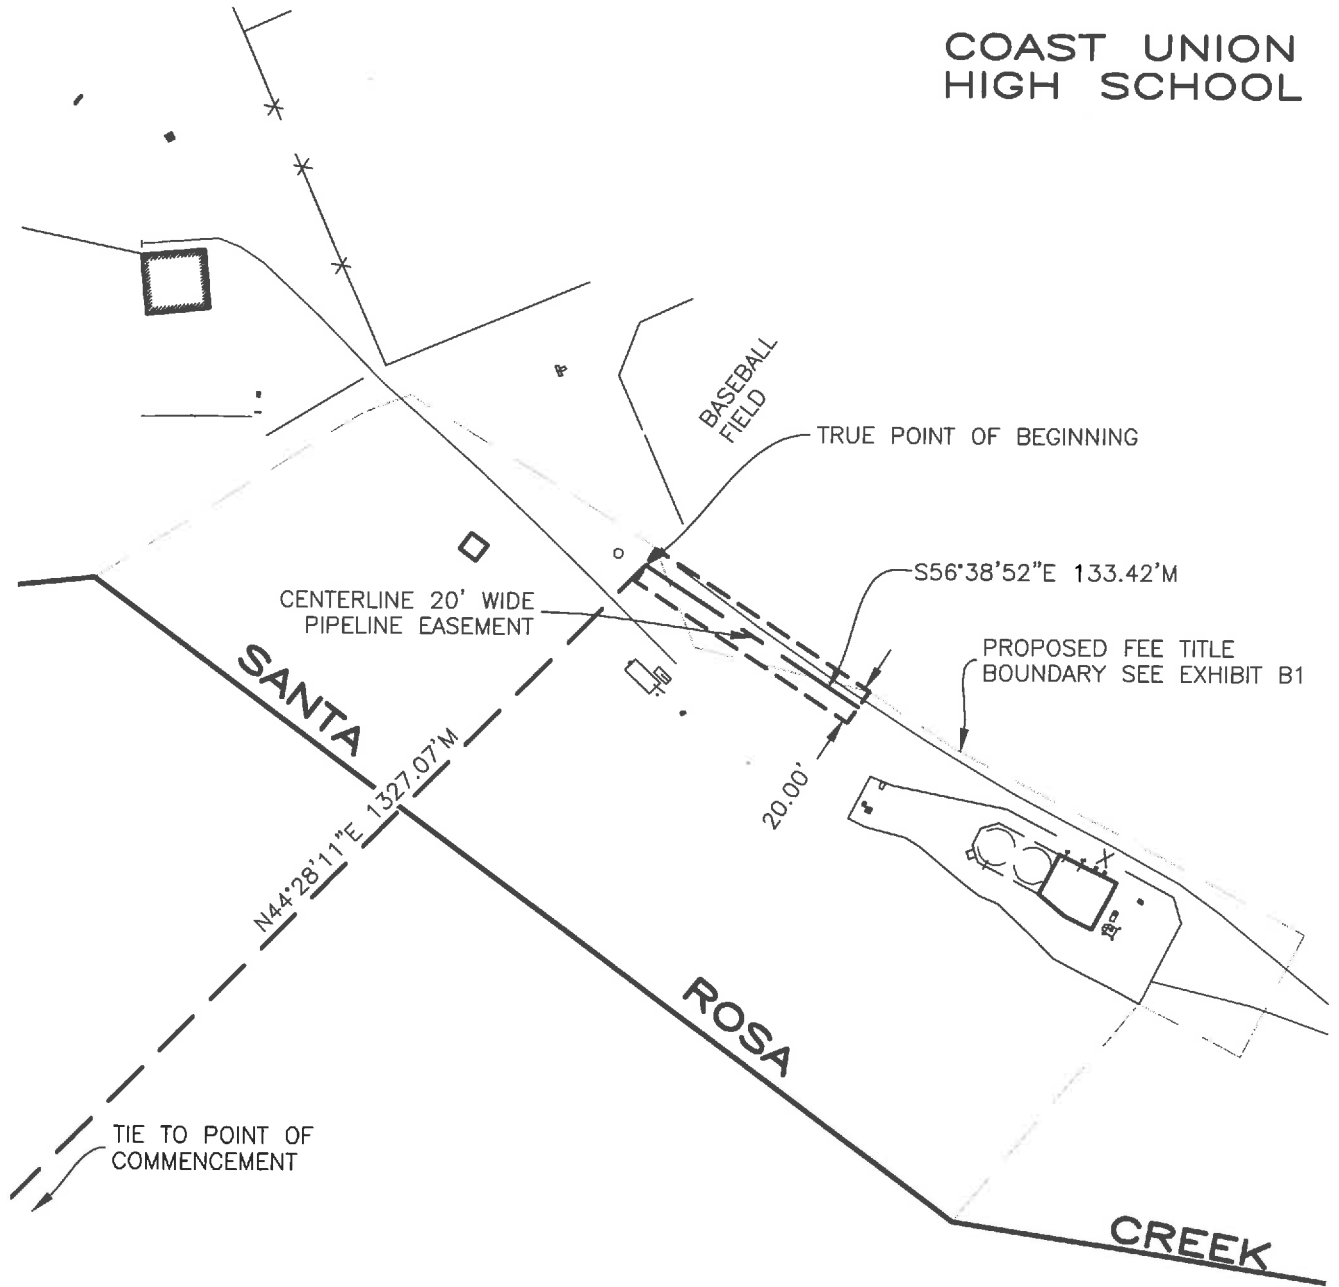 COAST UNION
HIGH SCHOOL
BASEBALL
FIELD
TRUE POINT OF BEGINNING
S56°38'52"E 133.42'M
CENTERLINE 20' WIDE
PIPELINE EASEMENT
PROPOSED FEE TITLE
BOUNDARY SEE EXHIBIT B1
SANTA
N44°28'11"E 1327.07'M
20.00'
ROSA
TIE TO POINT OF
COMMENCEMENT
CREEK